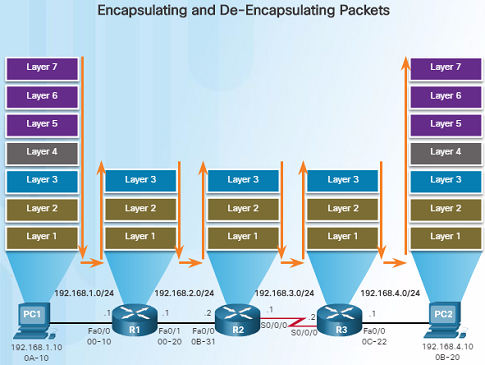 Encapsulating and De-Encapsulating Packets
Layer 7
Layer 6
Layer 5
Layer 4
Layer 3
Layer 2
Layer 1
Layer 3
Layer 2
Layer 1
Layer 3
Layer 2
Layer 1
Layer 3
Layer 2
Layer 1
Layer 7
Layer 6
Layer 5
Layer 4
Layer 3
Layer 2
Layer 1
192.168.1.0/24
192.168.2.0/24
192.168.3.0/24
192.168.4.0/24
PC1
.1
R1
.1
.2
R2
.1
.2
R3
.1
PC2
Fa0/0
00-10
Fa0/1
00-20
Fa0/0
0B-31
S0/0/0
S0/0/0
Fa0/0
0C-22
192.168.1.10
0A-10
192.168.4.10
0B-20